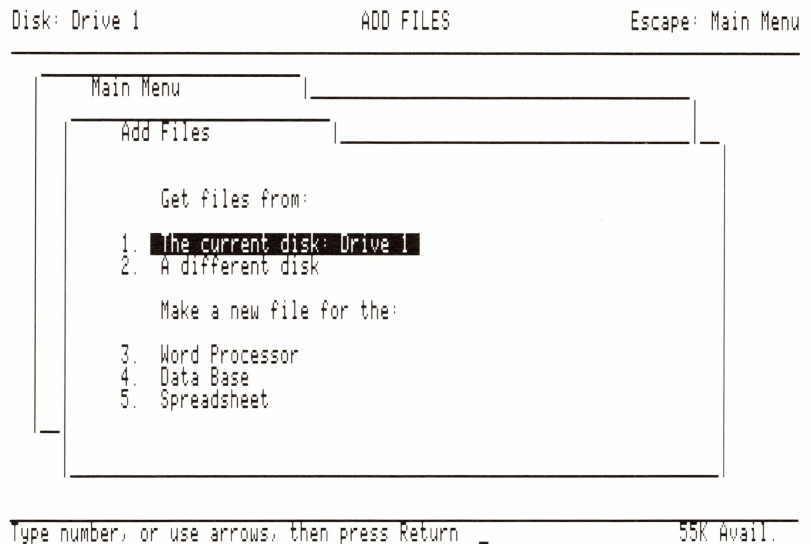 Disk: Drive 1 ADD FILES Escape: Main Menu
Main Menu
Add Files
Get files from:
1. The current disk: Drive 1
2. A different disk
Make a new file for the:
3. Word Processor
4. Data Base
5. Spreadsheet
Type number, or use arrows, then press Return _ 55K Avail.